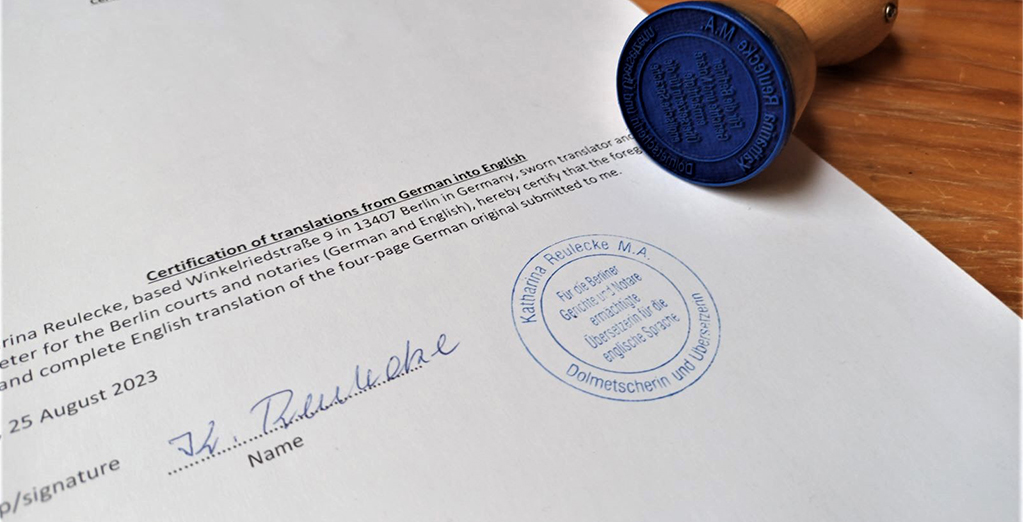 Certification of translations from German into English
rina Reulecke, based Winkelriedstraße 9 in 13407 Berlin in Germany, sworn translator and
eter for the Berlin courts and notaries (German and English), hereby certify that the foreg
and complete English translation of the four-page German original submitted to me.
, 25 August 2023
K. Reulecke
p/signature
Name
Katharina Reulecke M.A.
Für die Berliner
Gerichte und Notare
ermächtigte
Übersetzerin für die
englische Sprache
Dolmetscherin und Übersetzerin
Katharina Reulecke M.A.